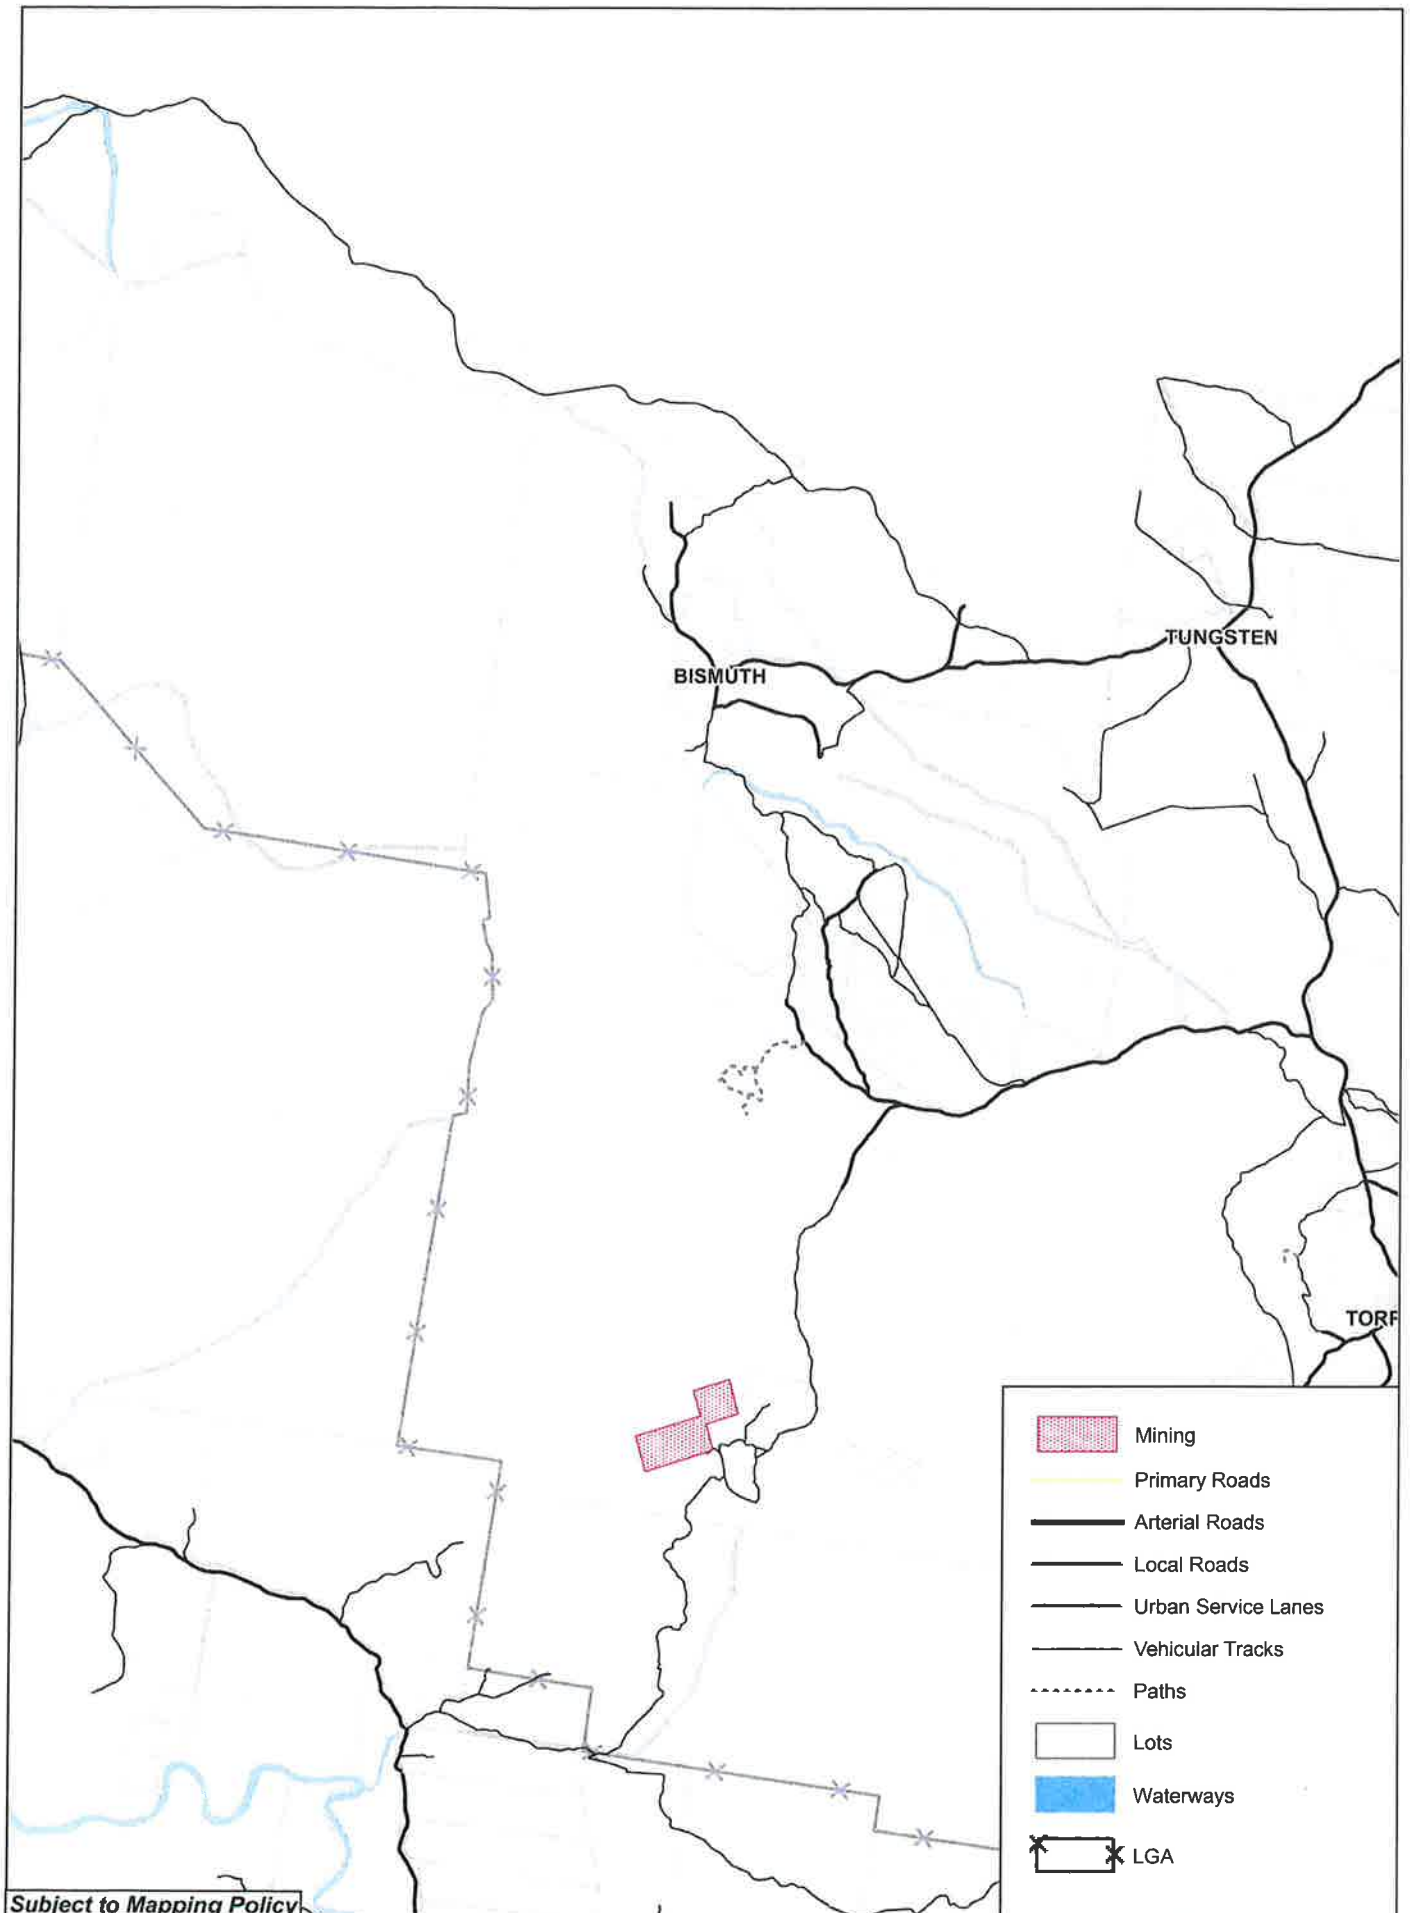 TUNGSTEN
BISMUTH
Mining
Primary Roads
Arterial Roads
Local Roads
Urban Service Lanes
Vehicular Tracks
Paths
Lots
Waterways
LGA
Subject to Mapping Policy